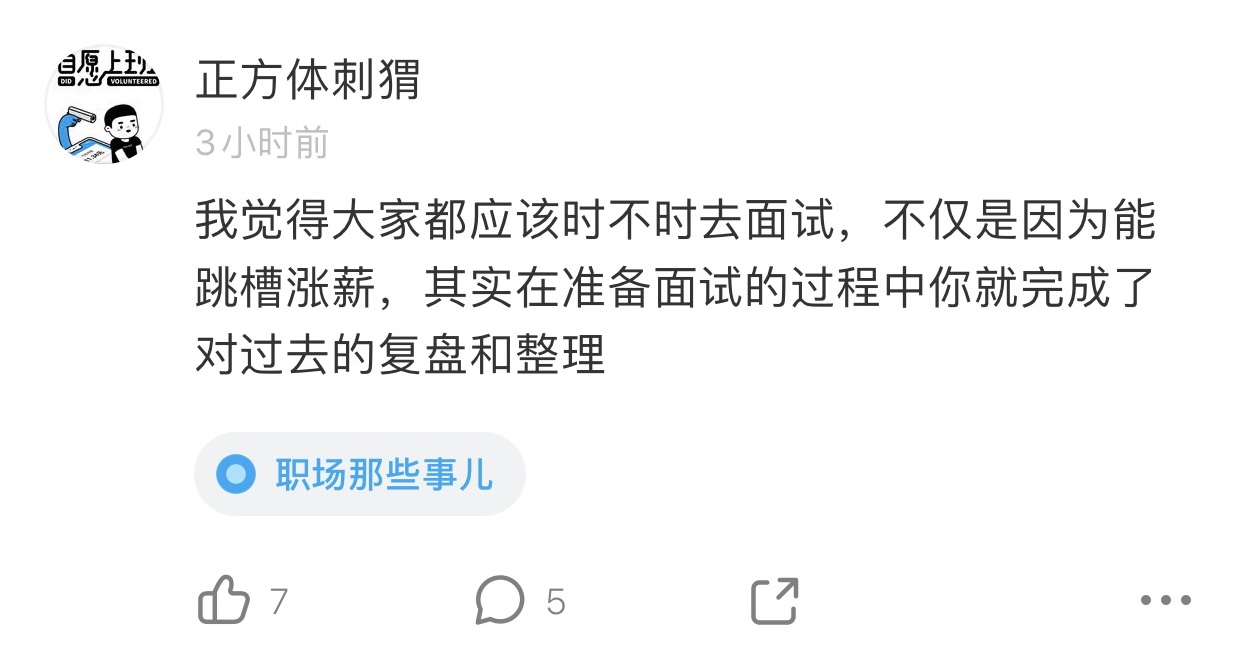 自愿上班
DID VOLUNTEERED
正方体刺猬
3小时前
我觉得大家都应该时不时去面试，不仅是因为能
跳槽涨薪，其实在准备面试的过程中你就完成了
对过去的复盘和整理
职场那些事儿
7
5